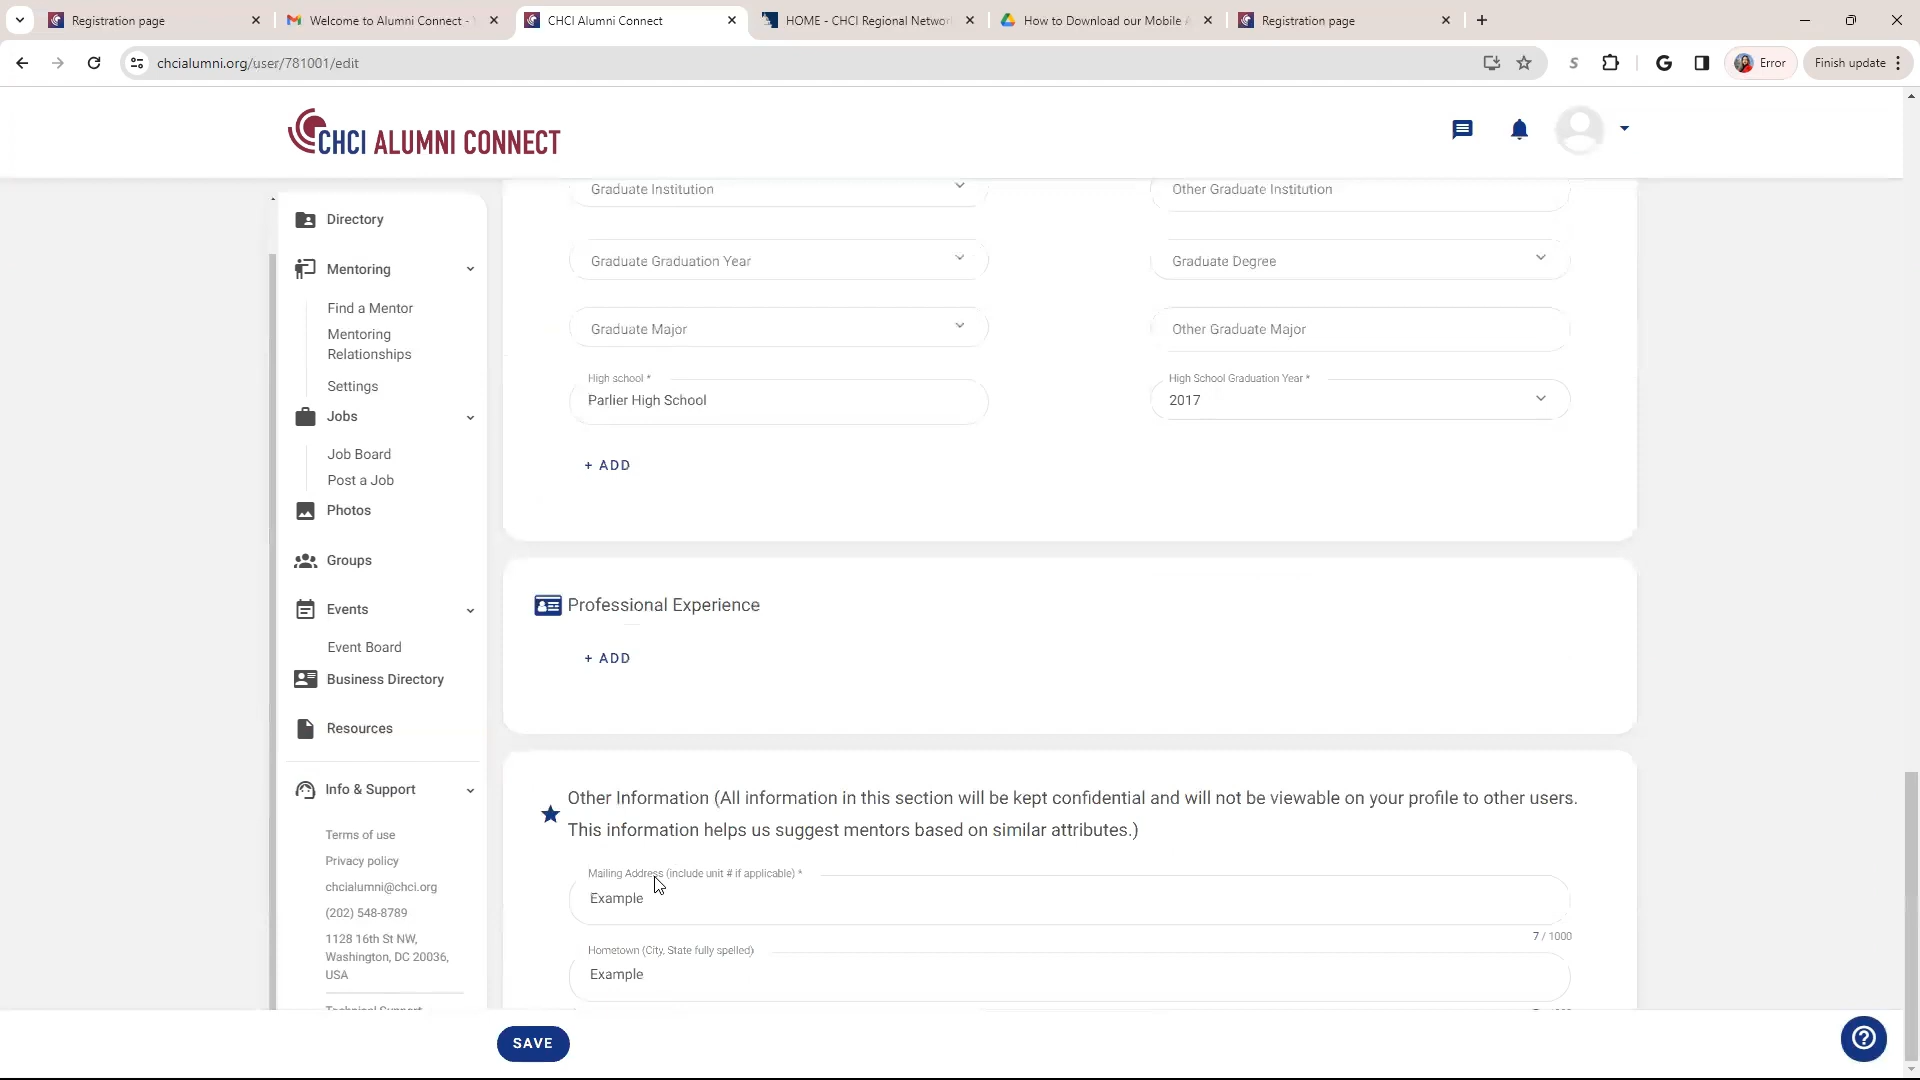 Registration page
Welcome to Alumni Connect -
CHCI Alumni Connect
HOME - CHCI Regional Networ
How to Download our Mobile A
Registration page
chcialumni.org/user/781001/edit
Error
Finish update
CHCI ALUMNI CONNECT
Directory
Mentoring
Find a Mentor
Mentoring
Relationships
Settings
Jobs
Job Board
Post a Job
Photos
Groups
Events
Event Board
Business Directory
Resources
Info & Support
Terms of use
Privacy policy
chcialumni@chci.org
(202) 548-8789
1128 16th St NW,
Washington, DC 20036,
USA
Technical Support
Graduate Institution
Other Graduate Institution
Graduate Graduation Year
Graduate Degree
Graduate Major
Other Graduate Major
High school *
Parlier High School
High School Graduation Year *
2017
+ ADD
Professional Experience
+ ADD
Other Information (All information in this section will be kept confidential and will not be viewable on your profile to other users.
This information helps us suggest mentors based on similar attributes.)
Mailing Address (include unit # if applicable) *
Example
7 / 1000
Hometown (City, State fully spelled)
Example
SAVE